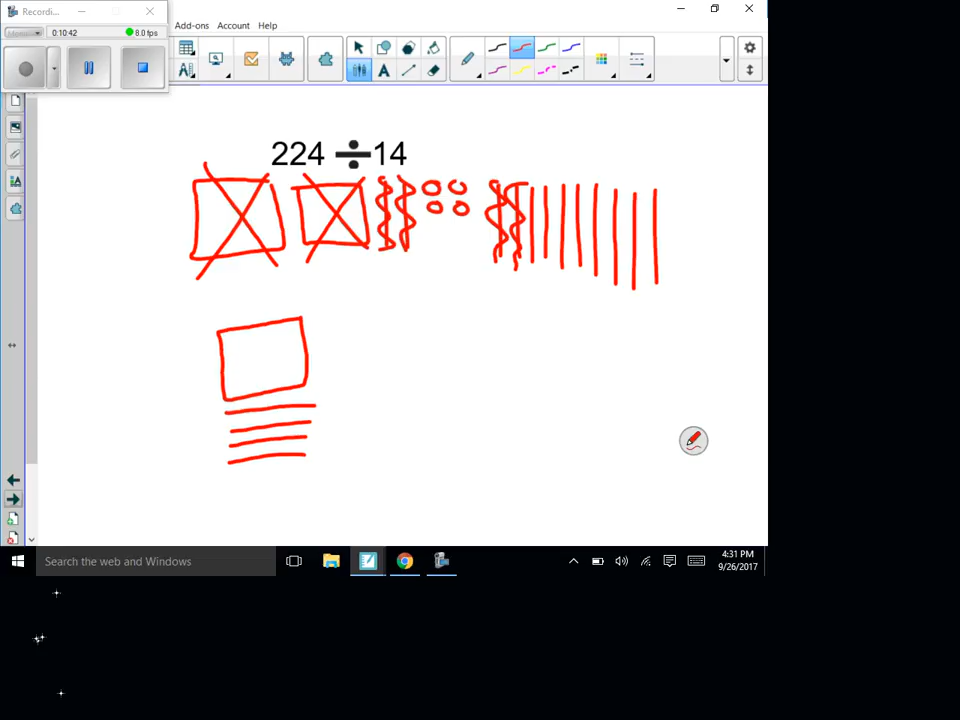 Recordi...
Menu
0:10:42
8.0 fps
Add-ons Account Help
A
224 ÷ 14
Search the web and Windows
4:31 PM
9/26/2017